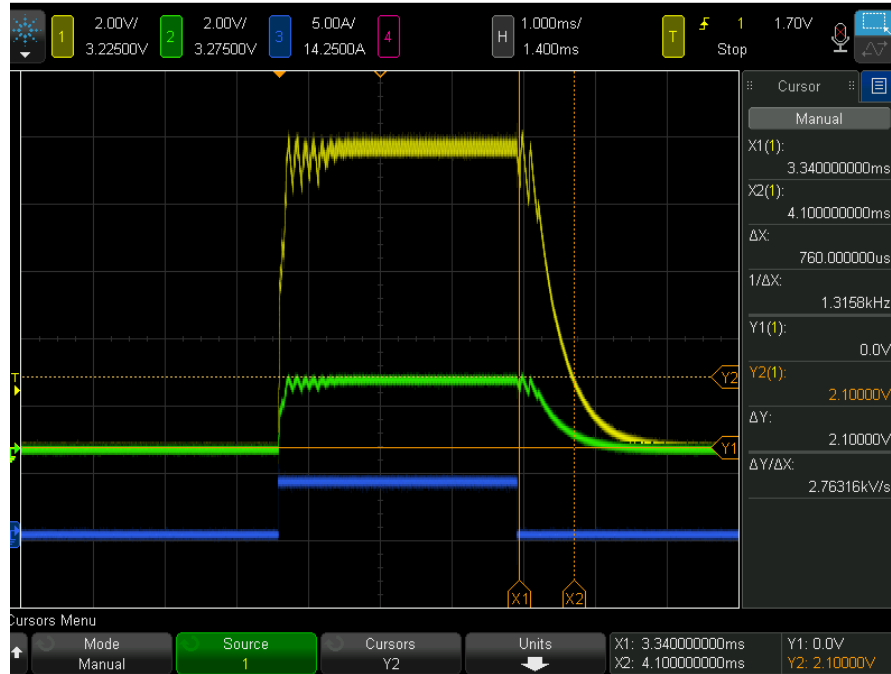 1 2.00V/ 3.22500V
2 2.00V/ 3.27500V
3 5.00A/ 14.2500A
4
H 1.000ms/ 1.400ms
T 1 1.70V
Stop
Cursor
Manual
X1(1):
3.340000000ms
X2(1):
4.100000000ms
ΔX:
760.000000us
1/ΔX:
1.3158kHz
Y1(1):
0.0V
Y2(1):
2.10000V
ΔY:
2.10000V
ΔY/ΔX:
2.76316kV/s
T
Y2
Y1
X1 X2
Cursors Menu
Mode
Manual
Source
1
Cursors
Y2
Units
X1: 3.340000000ms
X2: 4.100000000ms
Y1: 0.0V
Y2: 2.10000V